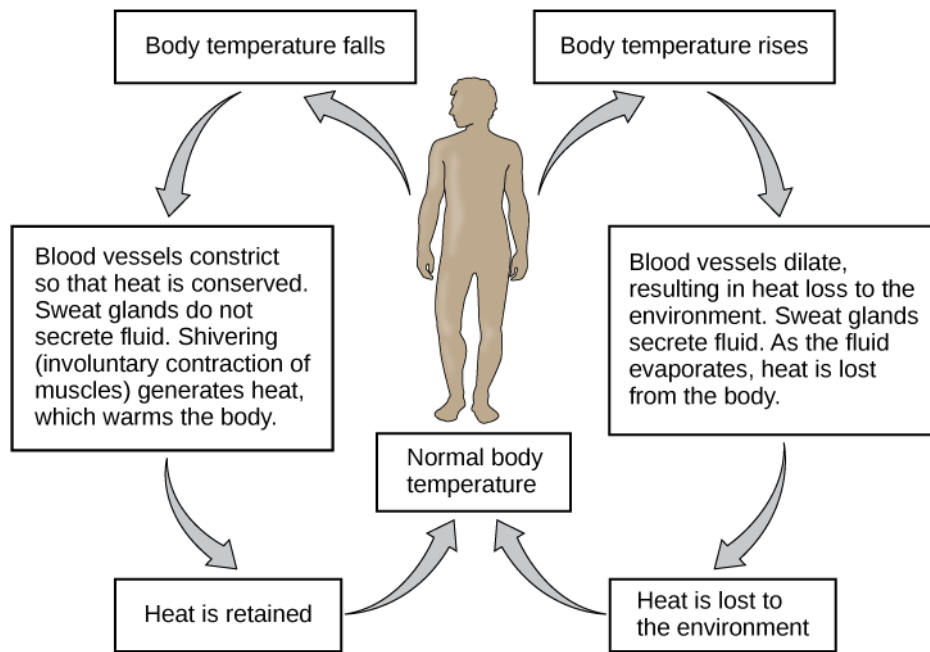 Body temperature falls
Body temperature rises
Blood vessels constrict
so that heat is conserved.
Sweat glands do not
secrete fluid. Shivering
(involuntary contraction of
muscles) generates heat,
which warms the body.
Blood vessels dilate,
resulting in heat loss to the
environment. Sweat glands
secrete fluid. As the fluid
evaporates, heat is lost
from the body.
Normal body
temperature
Heat is retained
Heat is lost to
the environment